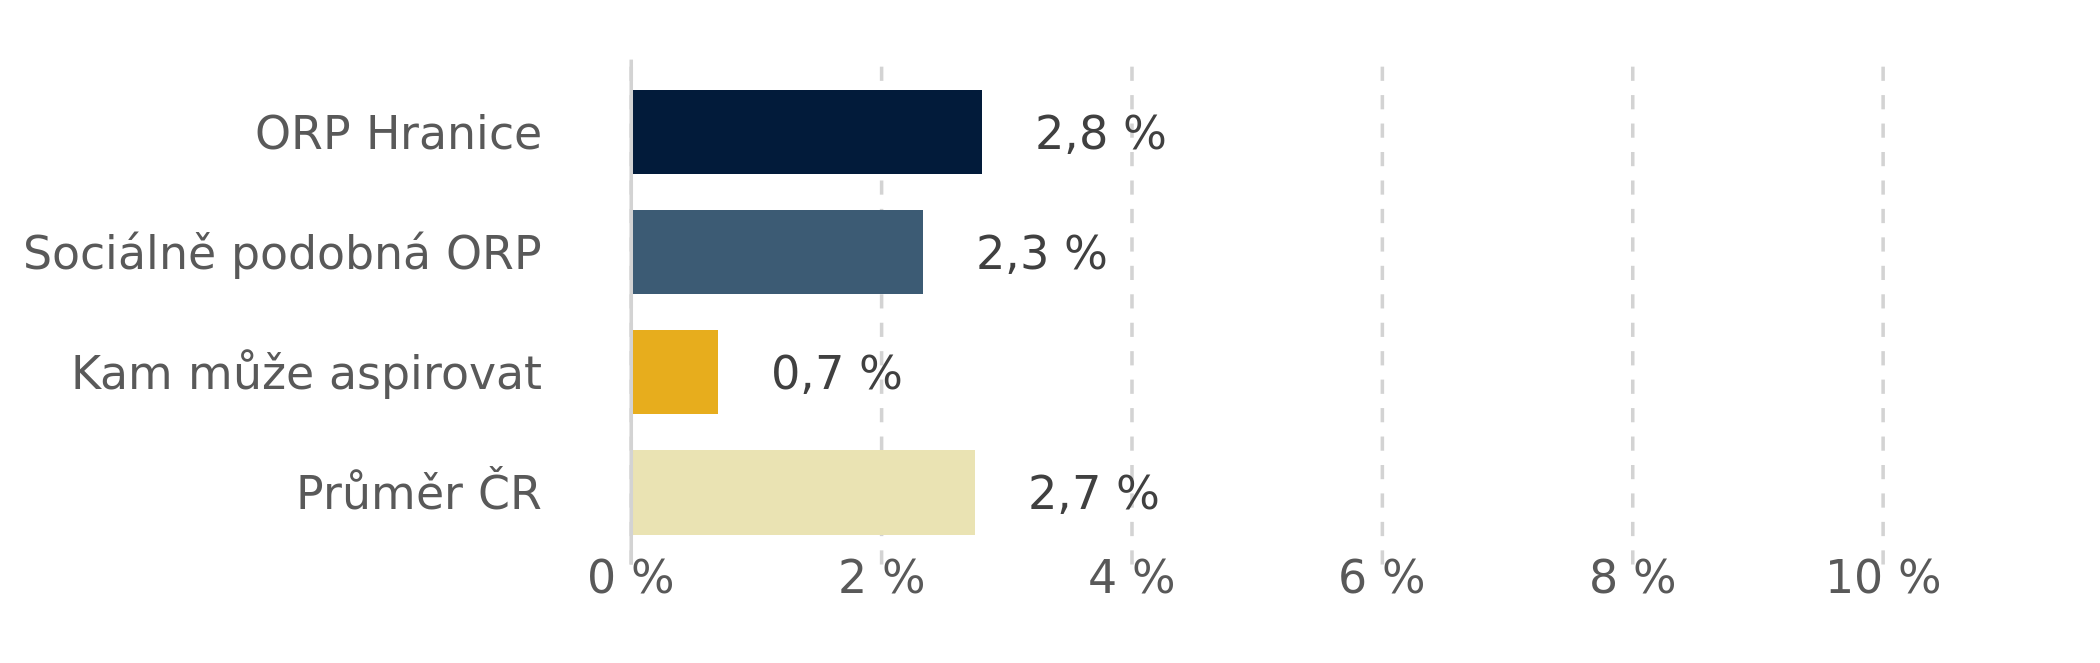 ORP Hranice 2,8 %
Sociálně podobná ORP 2,3 %
Kam může aspirovat 0,7 %
Průměr ČR 2,7 %
0 % 2 % 4 % 6 % 8 % 10 %